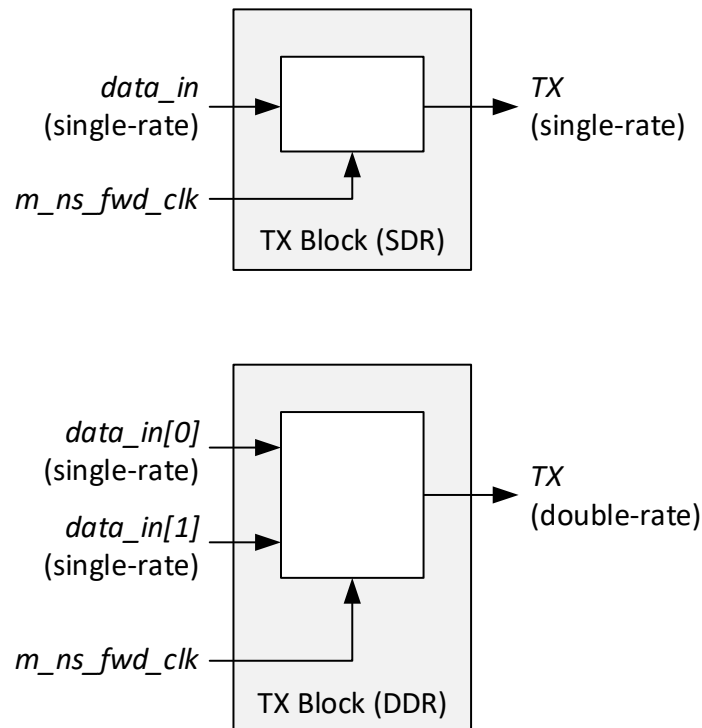 data_in
(single-rate)
TX
(single-rate)
m_ns_fwd_clk
TX Block (SDR)
data_in[0]
(single-rate)
TX
(double-rate)
data_in[1]
(single-rate)
m_ns_fwd_clk
TX Block (DDR)